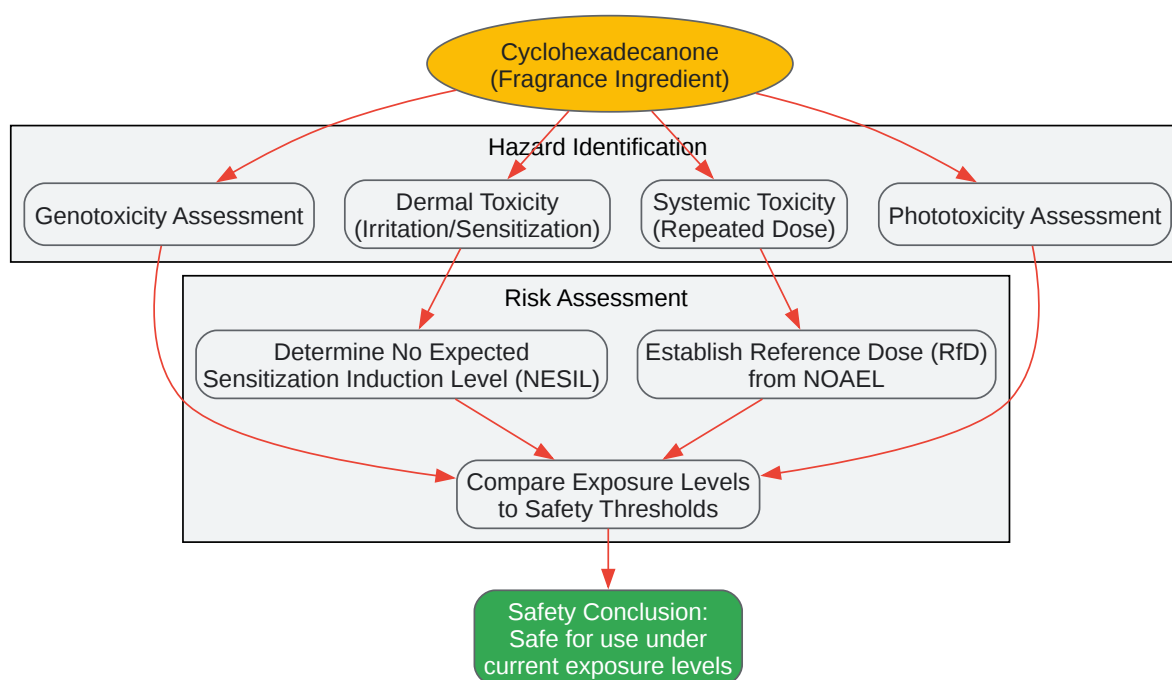 Cyclohexadecanone
(Fragrance Ingredient)
Hazard Identification
Genotoxicity Assessment
Dermal Toxicity
(Irritation/Sensitization)
Systemic Toxicity
(Repeated Dose)
Phototoxicity Assessment
Risk Assessment
Determine No Expected
Sensitization Induction Level (NESIL)
Establish Reference Dose (RfD)
from NOAEL
Compare Exposure Levels
to Safety Thresholds
Safety Conclusion:
Safe for use under
current exposure levels